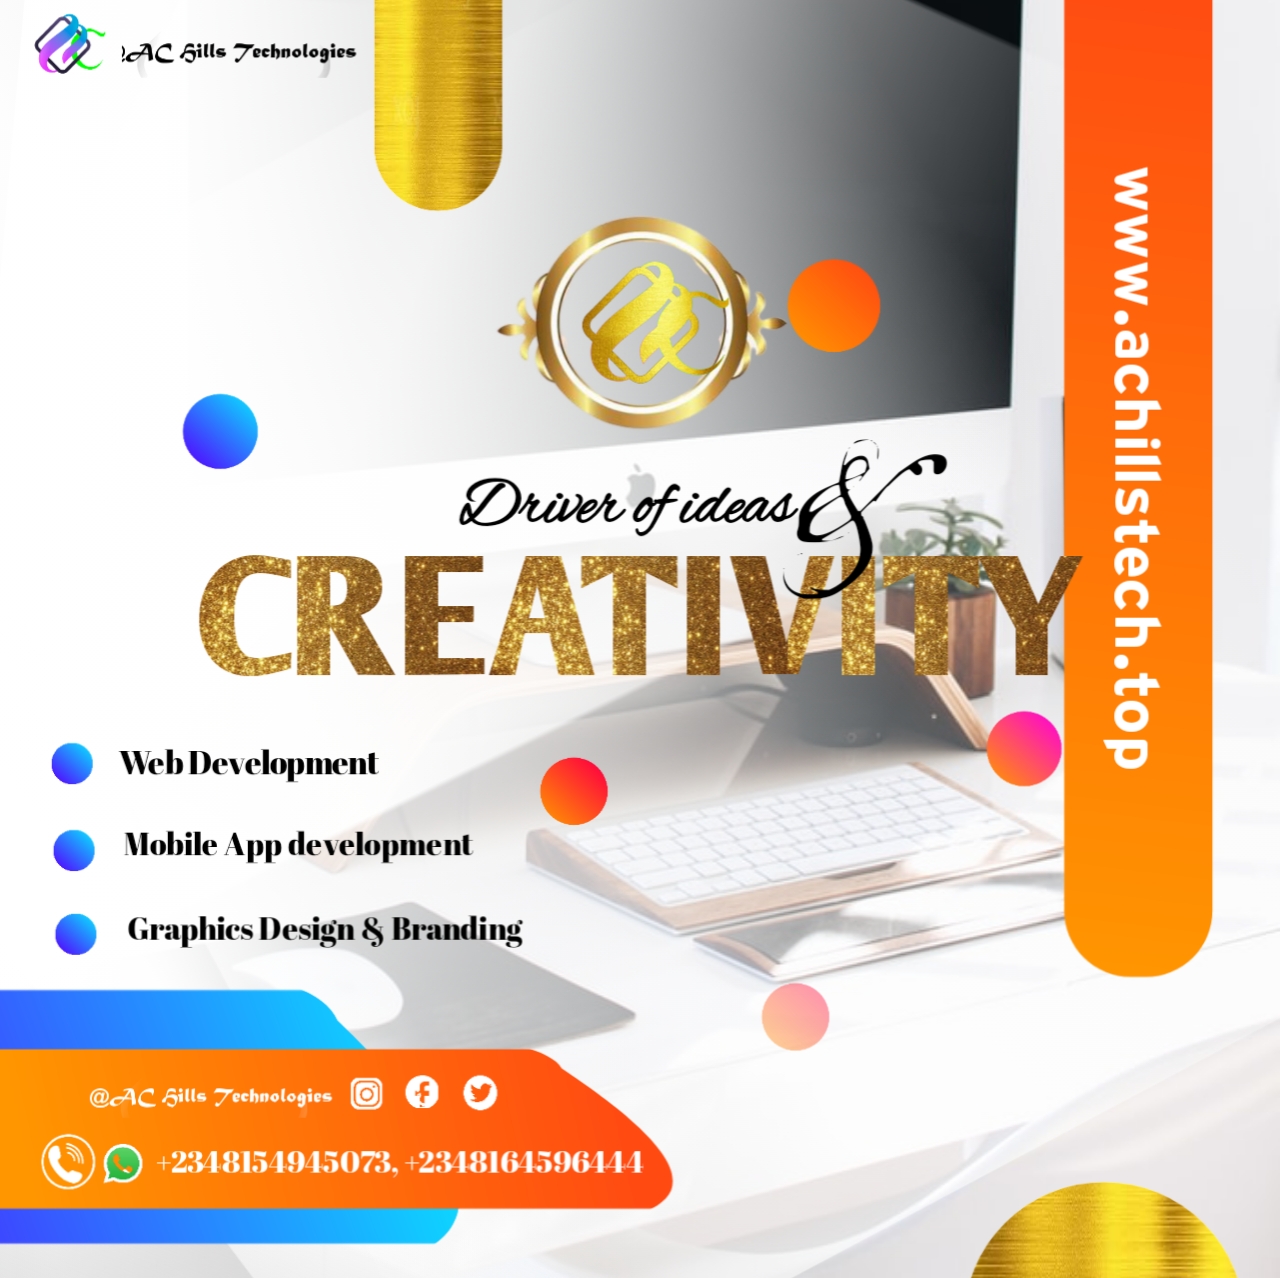 @AC Hills Technologies
www.achillstech.top
Driver of ideas &
CREATIVITY
Web Development
Mobile App development
Graphics Design & Branding
@AC Hills Technologies
+2348154945073, +2348164596444